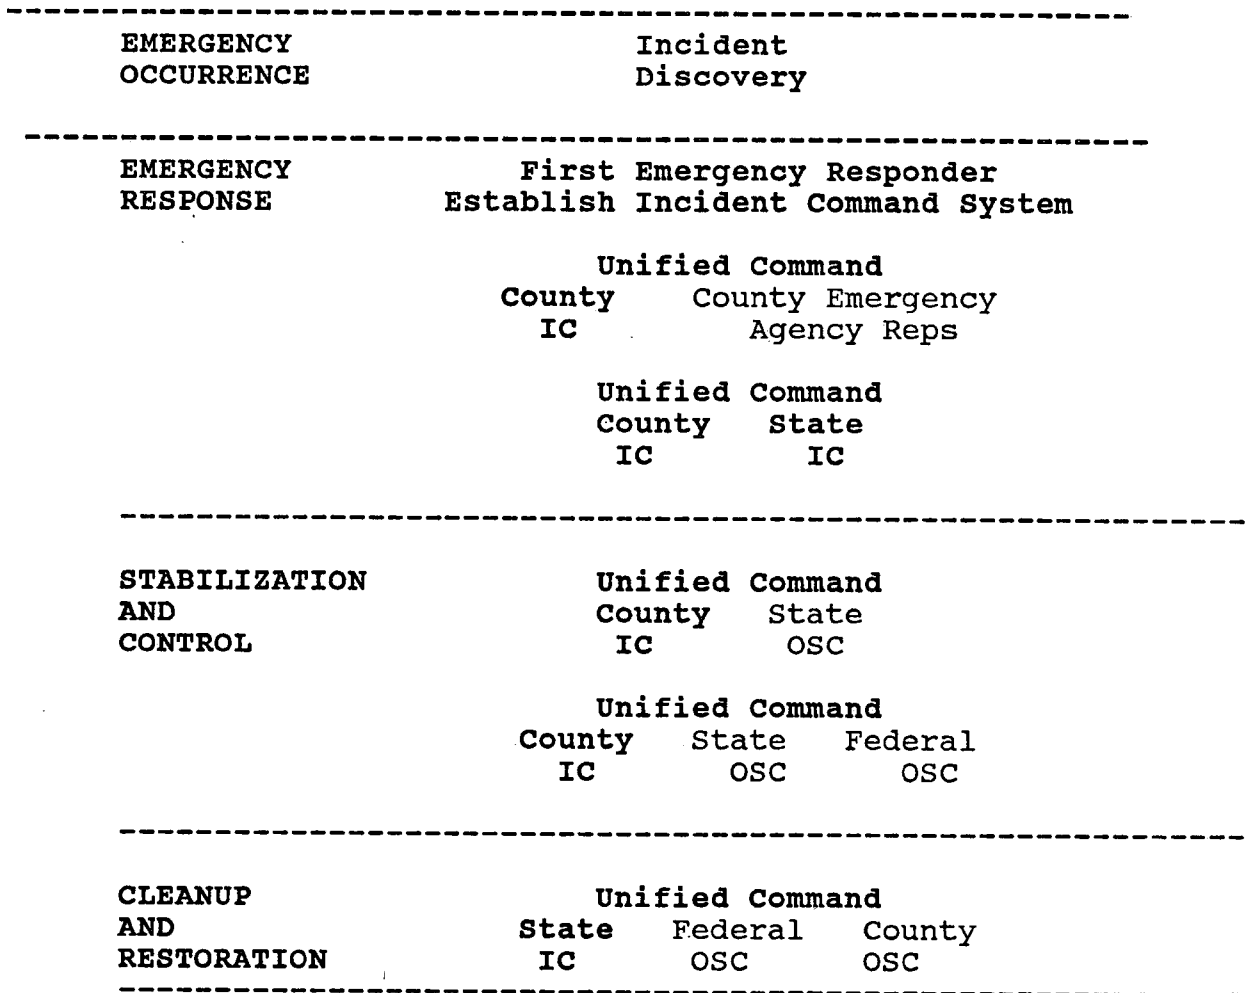 EMERGENCY Incident
OCCURRENCE Discovery
EMERGENCY First Emergency Responder
RESPONSE Establish Incident Command System
Unified Command
County County Emergency
IC Agency Reps
Unified Command
County State
IC IC
STABILIZATION Unified Command
AND County State
CONTROL IC OSC
Unified Command
County State Federal
IC OSC OSC
CLEANUP Unified Command
AND State Federal County
RESTORATION IC OSC OSC